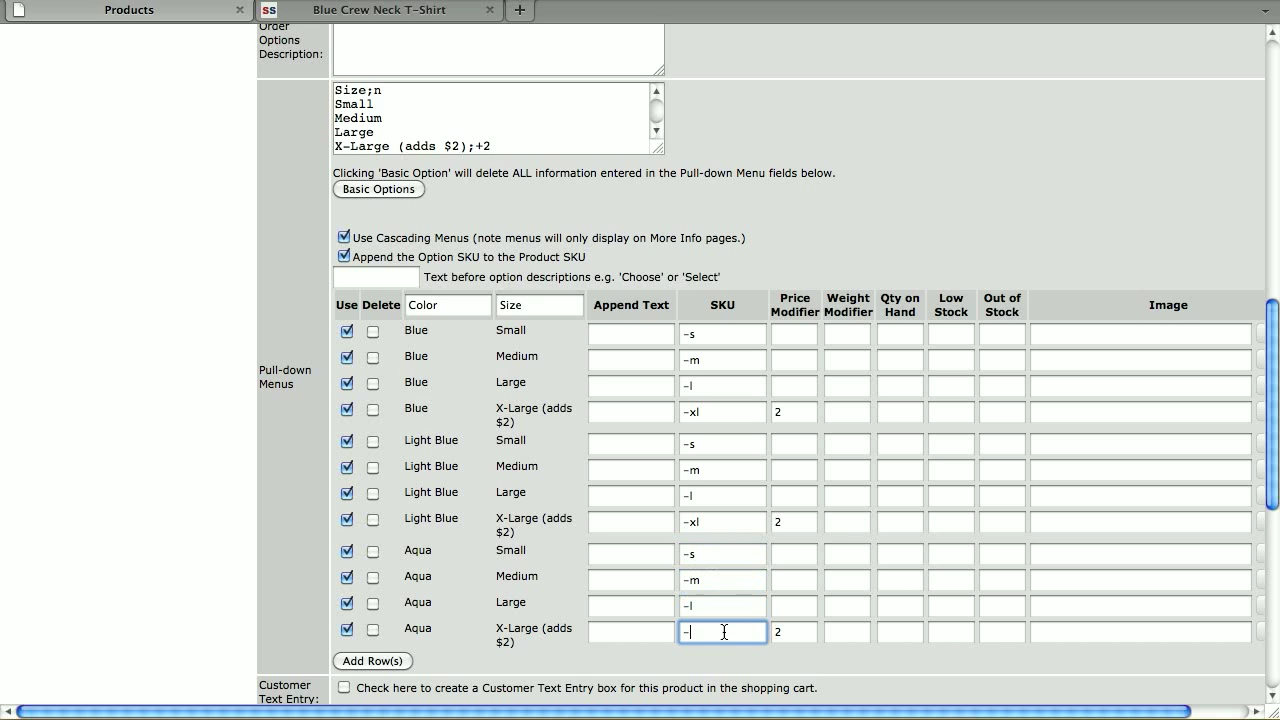 Products
SS Blue Crew Neck T-Shirt
Order
Options
Description:
Size;n
Small
Medium
Large
X-Large (adds $2);+2
Clicking 'Basic Option' will delete ALL information entered in the Pull-down Menu fields below.
Basic Options
Use Cascading Menus (note menus will only display on More Info pages.)
Append the Option SKU to the Product SKU
Text before option descriptions e.g. 'Choose' or 'Select'
Use Delete Color Size Append Text SKU Price Modifier Weight Modifier Qty on Hand Low Stock Out of Stock Image
Blue Small -s
Blue Medium -m
Pull-down
Menus
Blue Large -l
Blue X-Large (adds $2) -xl 2
Light Blue Small -s
Light Blue Medium -m
Light Blue Large -l
Light Blue X-Large (adds $2) -xl 2
Aqua Small -s
Aqua Medium -m
Aqua Large -l
Aqua X-Large (adds $2) - 2
Add Row(s)
Customer
Text Entry:
Check here to create a Customer Text Entry box for this product in the shopping cart.